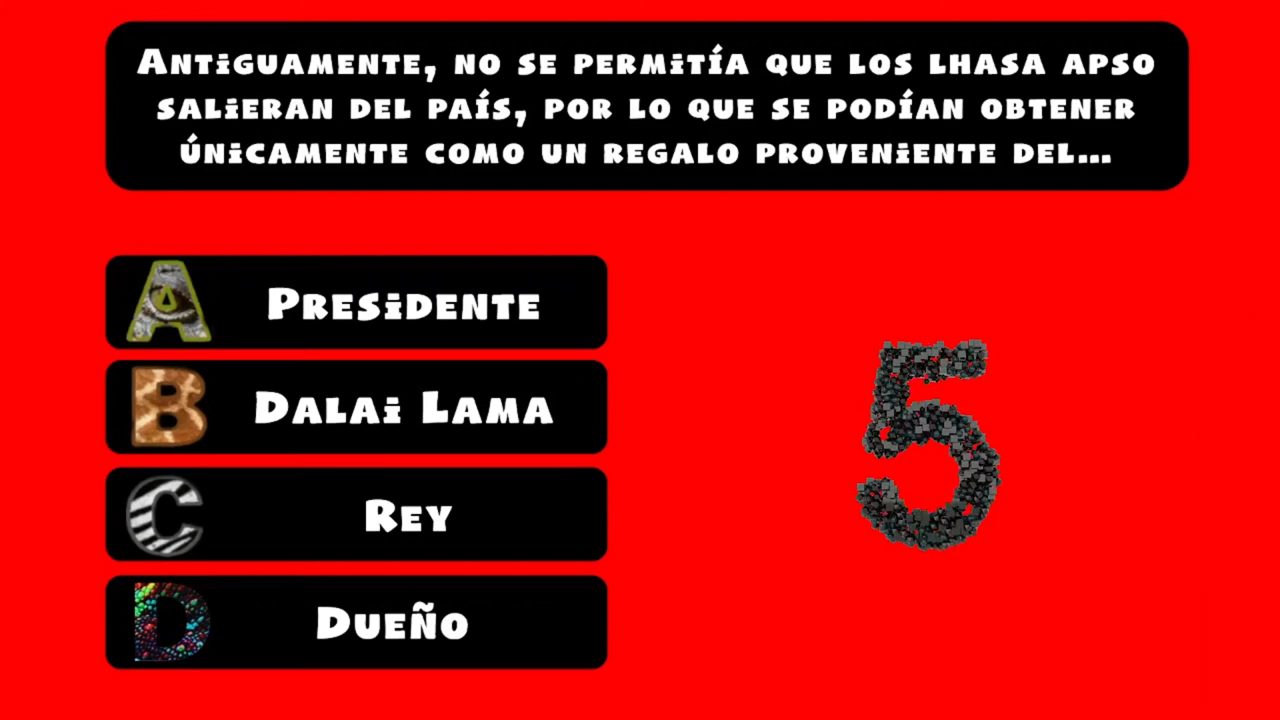 Antiguamente, no se permitía que los lhasa apso
salieran del país, por lo que se podían obtener
únicamente como un regalo proveniente del...
A Presidente
B Dalai Lama
5
C Rey
D Dueño